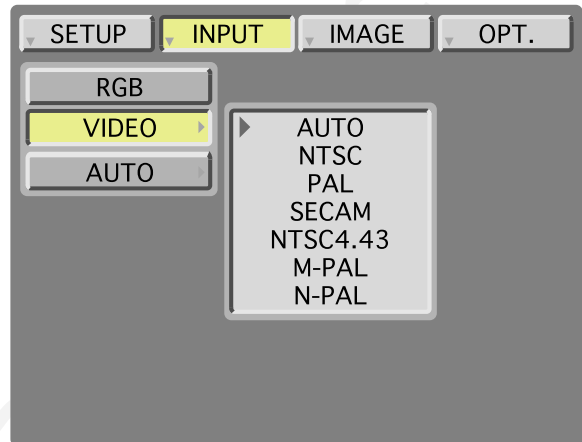 SETUP INPUT IMAGE OPT.
RGB
VIDEO
AUTO
AUTO
NTSC
PAL
SECAM
NTSC4.43
M-PAL
N-PAL